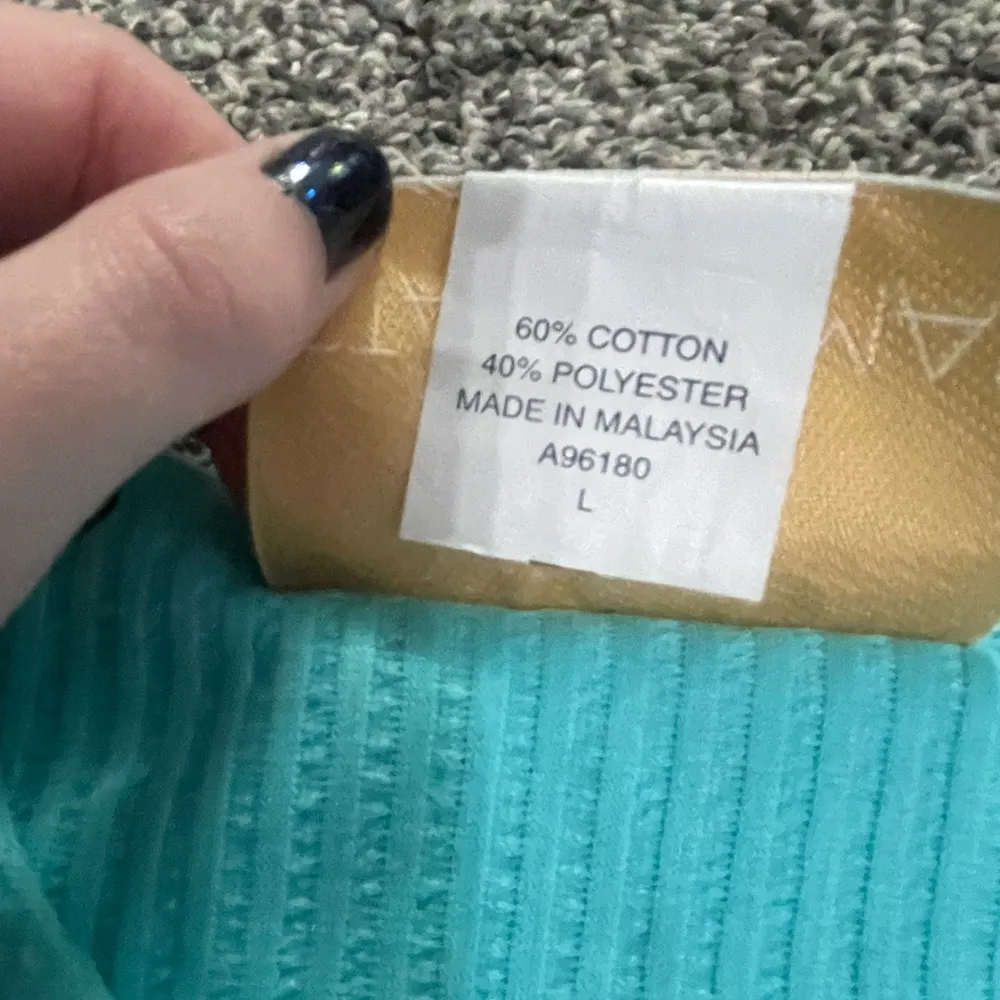 60% COTTON
40% POLYESTER
MADE IN MALAYSIA
A96180
L